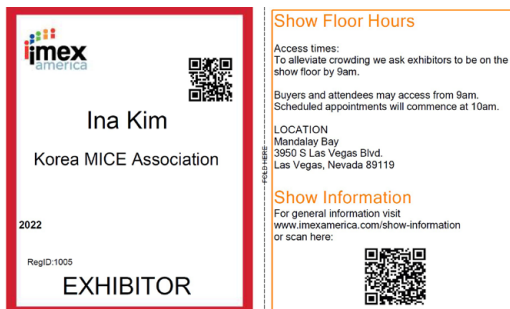 imex
america
Ina Kim
Korea MICE Association
2022
RegID:1005
EXHIBITOR
FOLD HERE
Show Floor Hours
Access times:
To alleviate crowding we ask exhibitors to be on the
show floor by 9am.
Buyers and attendees may access from 9am.
Scheduled appointments will commence at 10am.
LOCATION
Mandalay Bay
3950 S Las Vegas Blvd.
Las Vegas, Nevada 89119
Show Information
For general information visit
www.imexamerica.com/show-information
or scan here: